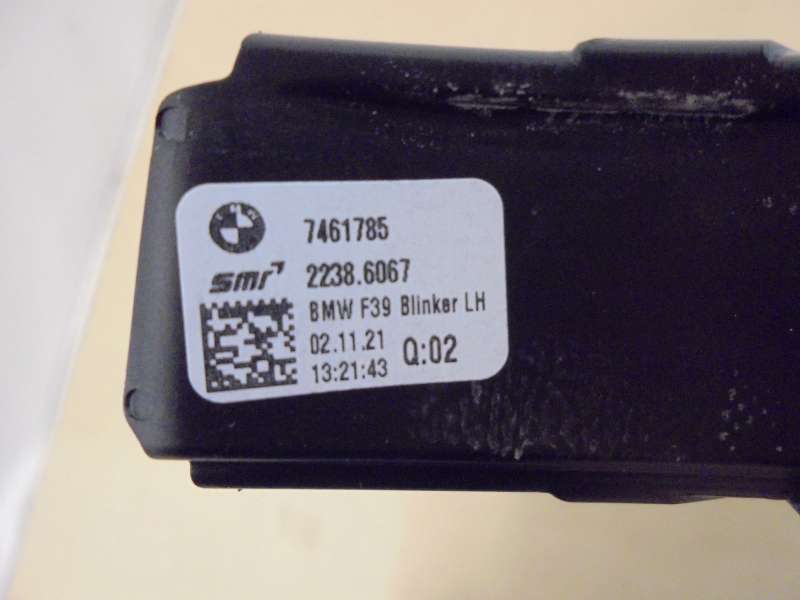 7461785
smr
2238.6067
BMW F39 Blinker LH
02.11.21
13:21:43
Q:02